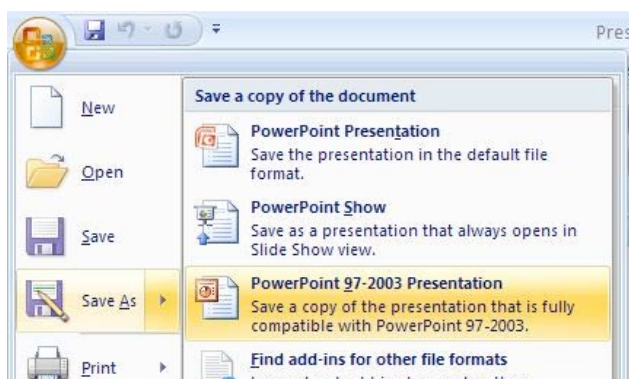 Pres
New
Open
Save
Save As
Print
Save a copy of the document
PowerPoint Presentation
Save the presentation in the default file
format.
PowerPoint Show
Save as a presentation that always opens in
Slide Show view.
PowerPoint 97-2003 Presentation
Save a copy of the presentation that is fully
compatible with PowerPoint 97-2003.
Find add-ins for other file formats